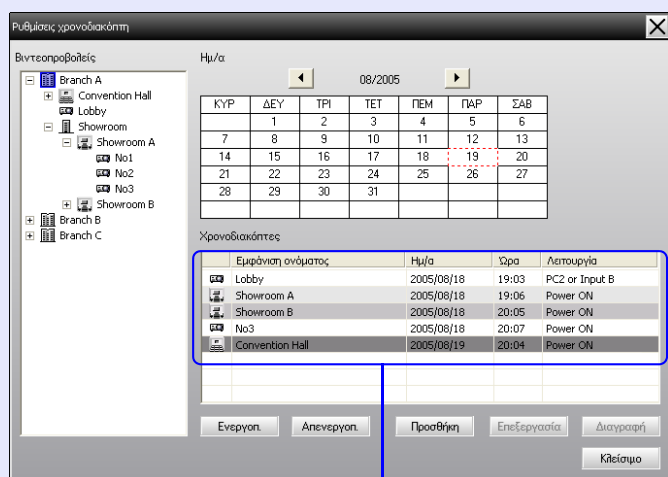 Ρυθμίσεις χρονοδιακόπτη
Βιντεοπροβολείς
Branch A
Convention Hall
Lobby
Showroom
Showroom A
No1
No2
No3
Showroom B
Branch B
Branch C
Ημ/α
08/2005
ΚΥΡ ΔΕΥ ΤΡΙ ΤΕΤ ΠΕΜ ΠΑΡ ΣΑΒ
1 2 3 4 5 6
7 8 9 10 11 12 13
14 15 16 17 18 19 20
21 22 23 24 25 26 27
28 29 30 31
Χρονοδιακόπτες
Εμφάνιση ονόματος Ημ/α Ώρα Λειτουργία
Lobby 2005/08/18 19:03 PC2 or Input B
Showroom A 2005/08/18 19:06 Power ON
Showroom B 2005/08/18 20:05 Power ON
No3 2005/08/18 20:07 Power ON
Convention Hall 2005/08/19 20:04 Power ON
Ενεργοπ. Απενεργοπ. Προσθήκη Επεξεργασία Διαγραφή
Κλείσιμο